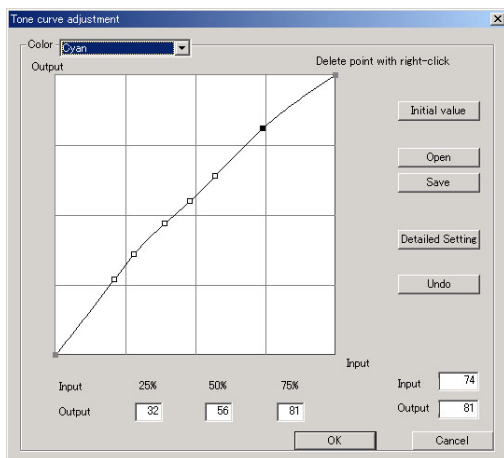 Tone curve adjustment
Color Cyan
Output
Delete point with right-click
Initial value
Open
Save
Detailed Setting
Undo
Input
Input 25% 50% 75%
Output 32 56 81
Input 74
Output 81
OK Cancel